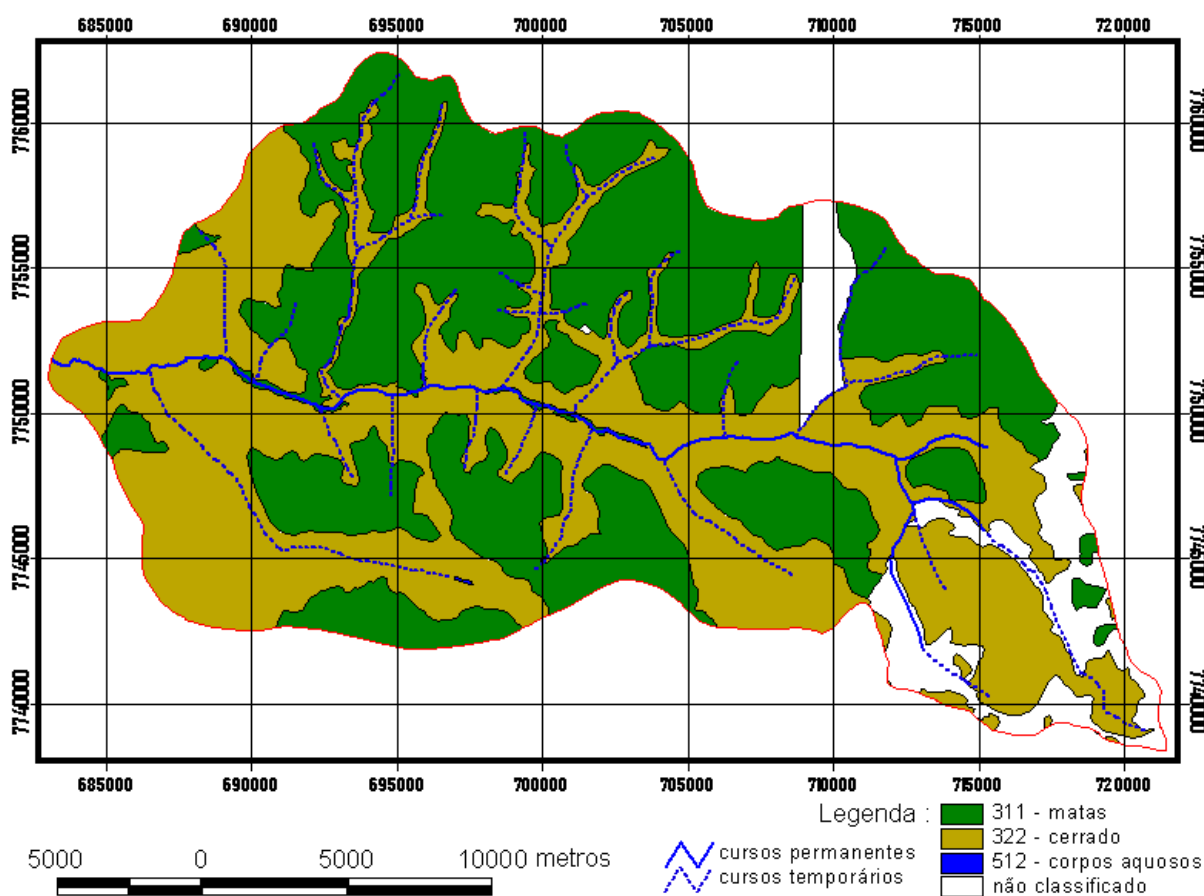 685000 690000 695000 700000 705000 710000 715000 720000
7760000 7760000
7755000 7755000
7750000 7750000
7745000 7745000
7740000 7740000
685000 690000 695000 700000 705000 710000 715000 720000
Legenda :
311 - matas
322 - cerrado
512 - corpos aquosos
não classificado
cursos permanentes
cursos temporários
5000 0 5000 10000 metros